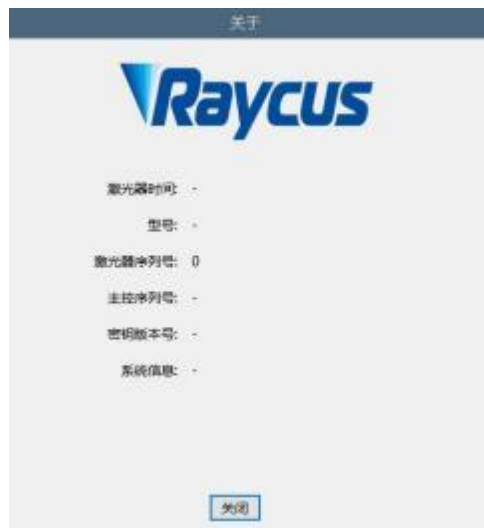 关于
Raycus
激光器时间: -
型号: -
激光器序列号: 0
主控序列号: -
密钥版本号: -
系统信息: -
关闭